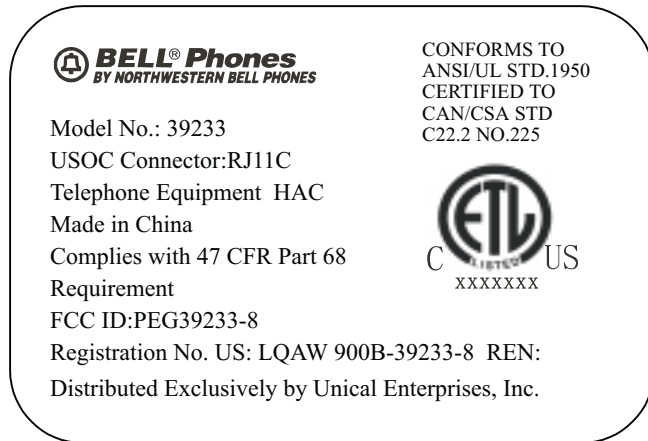 BELL® Phones
BY NORTHWESTERN BELL PHONES
CONFORMS TO
ANSI/UL STD.1950
CERTIFIED TO
CAN/CSA STD
C22.2 NO.225
Model No.: 39233
USOC Connector:RJ11C
Telephone Equipment HAC
Made in China
Complies with 47 CFR Part 68
Requirement
FCC ID:PEG39233-8
Registration No. US: LQAW 900B-39233-8 REN:
Distributed Exclusively by Unical Enterprises, Inc.
ETL
LISTED
C US
xxxxxxx